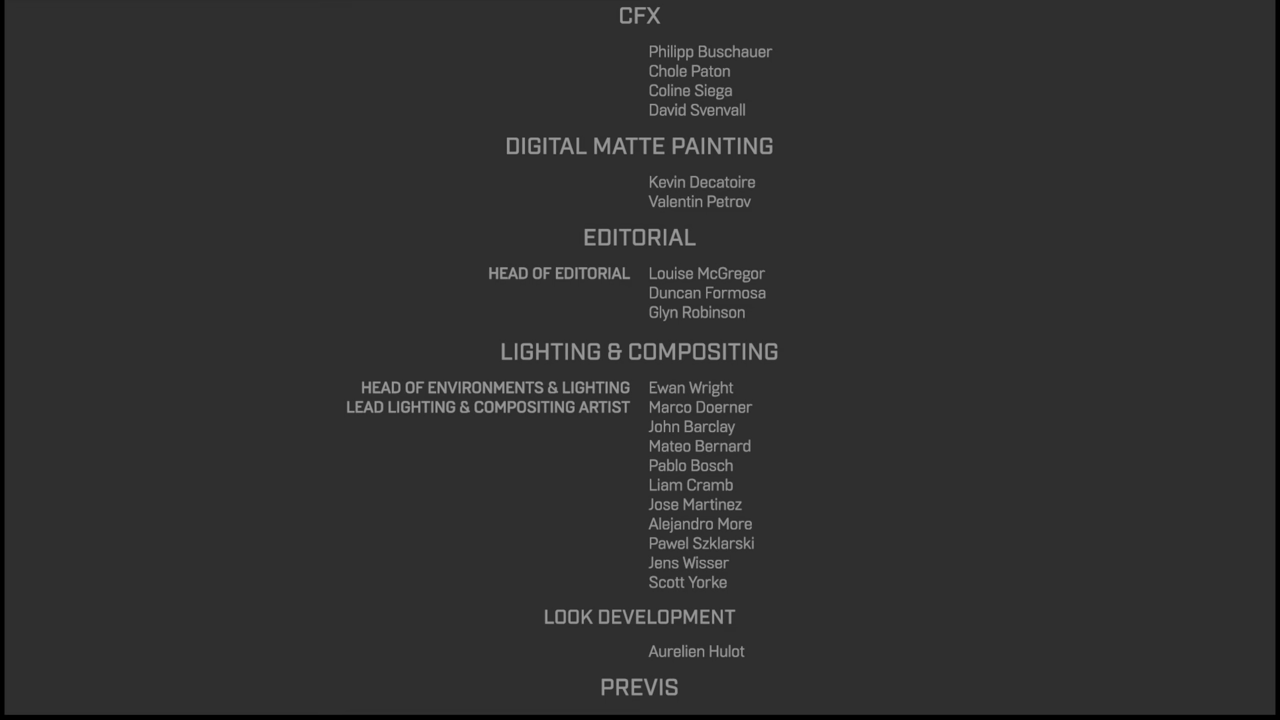 CFX
Philipp Buschauer
Chole Paton
Coline Siega
David Svenvall
DIGITAL MATTE PAINTING
Kevin Decatoire
Valentin Petrov
EDITORIAL
HEAD OF EDITORIAL Louise McGregor
Duncan Formosa
Glyn Robinson
LIGHTING & COMPOSITING
HEAD OF ENVIRONMENTS & LIGHTING Ewan Wright
LEAD LIGHTING & COMPOSITING ARTIST Marco Doerner
John Barclay
Mateo Bernard
Pablo Bosch
Liam Cramb
Jose Martinez
Alejandro More
Pawel Szklarski
Jens Wisser
Scott Yorke
LOOK DEVELOPMENT
Aurelien Hulot
PREVIS